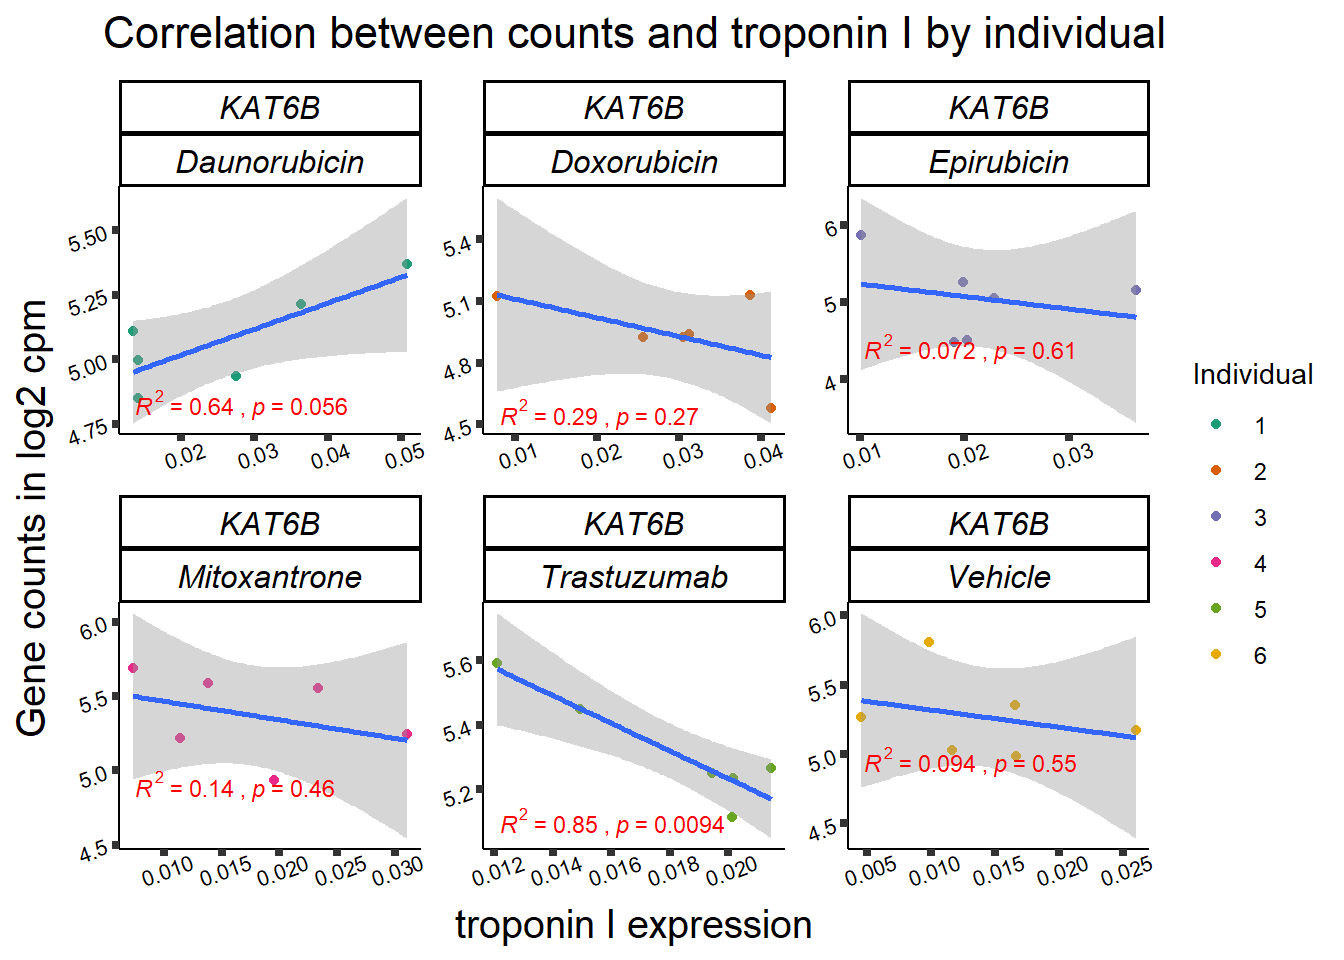 Correlation between counts and troponin I by individual
KAT6B
Daunorubicin
KAT6B
Doxorubicin
KAT6B
Epirubicin
5.50
5.25
5.00
4.75
R² = 0.64 , p = 0.056
0.02 0.03 0.04 0.05
5.4
5.1
4.8
4.5
R² = 0.29 , p = 0.27
0.01 0.02 0.03 0.04
6
5
4
R² = 0.072 , p = 0.61
0.01 0.02 0.03
KAT6B
Mitoxantrone
KAT6B
Trastuzumab
KAT6B
Vehicle
6.0
5.5
5.0
4.5
R² = 0.14 , p = 0.46
0.010 0.015 0.020 0.025 0.030
5.6
5.4
5.2
R² = 0.85 , p = 0.0094
0.012 0.014 0.016 0.018 0.020
6.0
5.5
5.0
4.5
R² = 0.094 , p = 0.55
0.005 0.010 0.015 0.020 0.025
Gene counts in log2 cpm
troponin I expression
Individual
1
2
3
4
5
6